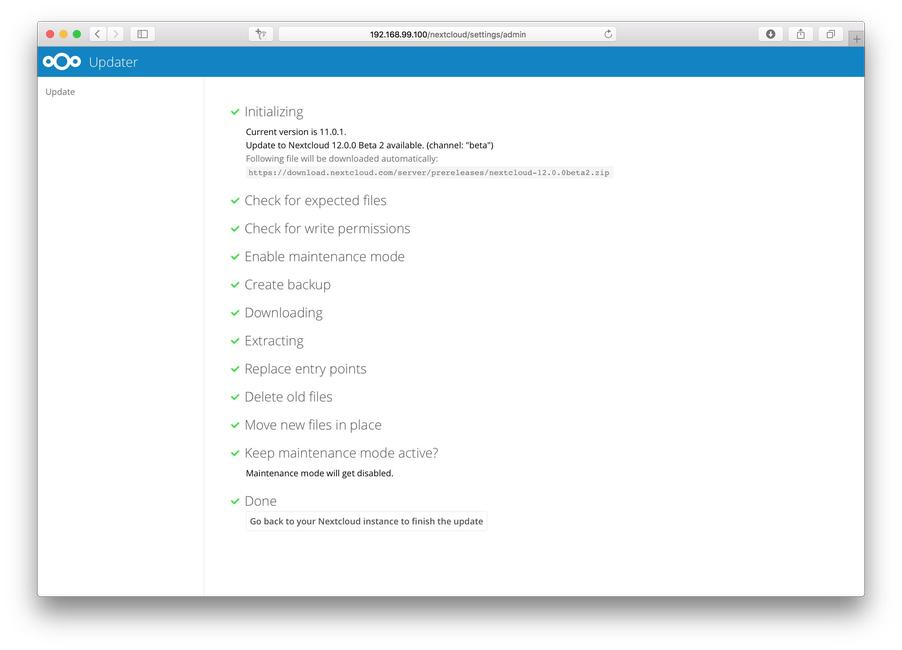 192.168.99.100/nextcloud/settings/admin
Updater
Update
Initializing
Current version is 11.0.1.
Update to Nextcloud 12.0.0 Beta 2 available. (channel: "beta")
Following file will be downloaded automatically:
https://download.nextcloud.com/server/prereleases/nextcloud-12.0.0beta2.zip
Check for expected files
Check for write permissions
Enable maintenance mode
Create backup
Downloading
Extracting
Replace entry points
Delete old files
Move new files in place
Keep maintenance mode active?
Maintenance mode will get disabled.
Done
Go back to your Nextcloud instance to finish the update